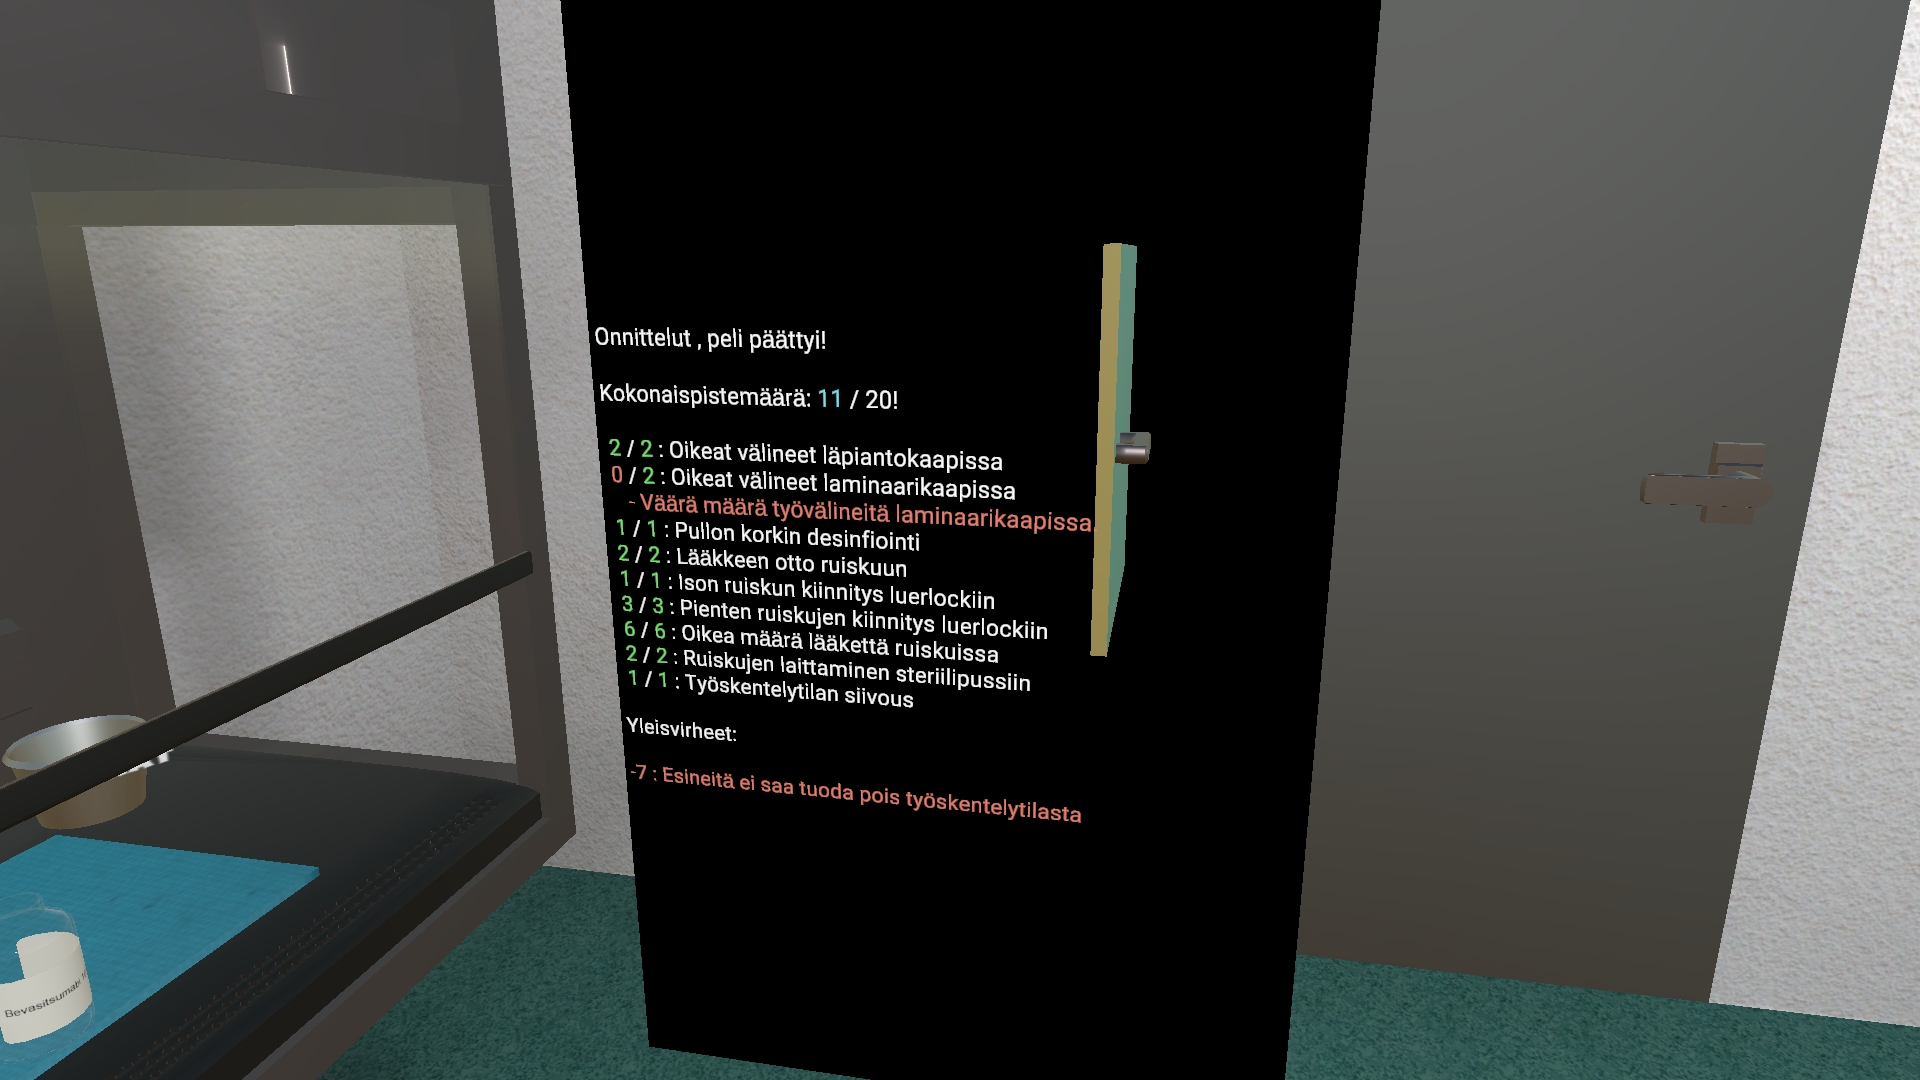 Onnittelut , peli päättyi!
Kokonaispistemäärä: 11 / 20!
2 / 2 : Oikeat välineet läpiantokaapissa
0 / 2 : Oikeat välineet laminaarikaapissa
- Väärä määrä työvälineitä laminaarikaapissa
1 / 1 : Pullon korkin desinfiointi
2 / 2 : Lääkkeen otto ruiskuun
1 / 1 : Ison ruiskun kiinnitys luerlockiin
3 / 3 : Pienten ruiskujen kiinnitys luerlockiin
6 / 6 : Oikea määrä lääkettä ruiskuissa
2 / 2 : Ruiskujen laittaminen steriilipussiin
1 / 1 : Työskentelytilan siivous
Yleisvirheet:
-7 : Esineitä ei saa tuoda pois työskentelytilasta